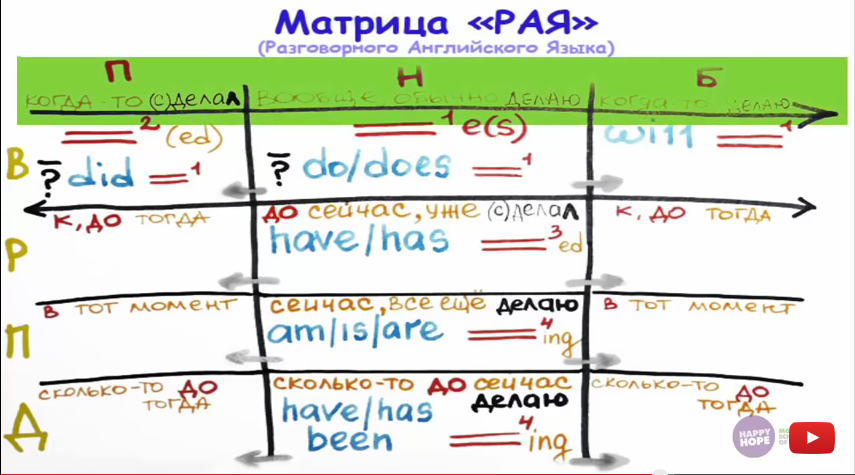 Матрица «РАЯ»
(Разговорного Английского Языка)
П Н Б
когда-то (с)делал вообще обычно делаю когда-то делаю
2 (ed) 1 e(s) will 1
В ? did 1 ? do/does 1
к, до тогда до сейчас, уже (с)делал к, до тогда
Р have/has 3 ed
в тот момент сейчас, всё ещё делаю в тот момент
П am/is/are 4 ing
сколько-то до тогда сколько-то до сейчас делаю сколько-то до тогда
Д have/has been 4 ing
HAPPY
HOPE